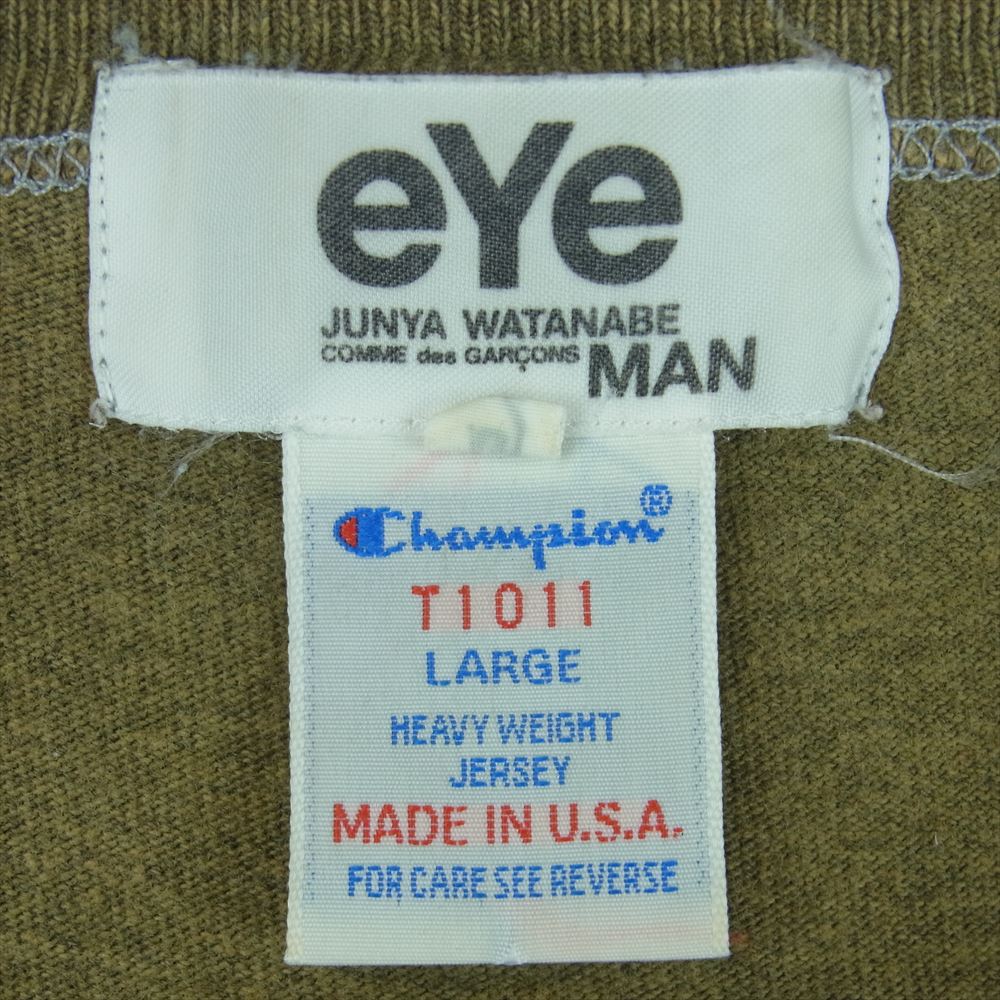 eYe
JUNYA WATANABE
COMME des GARÇONS MAN
Champion®
T1011
LARGE
HEAVY WEIGHT
JERSEY
MADE IN U.S.A.
FOR CARE SEE REVERSE